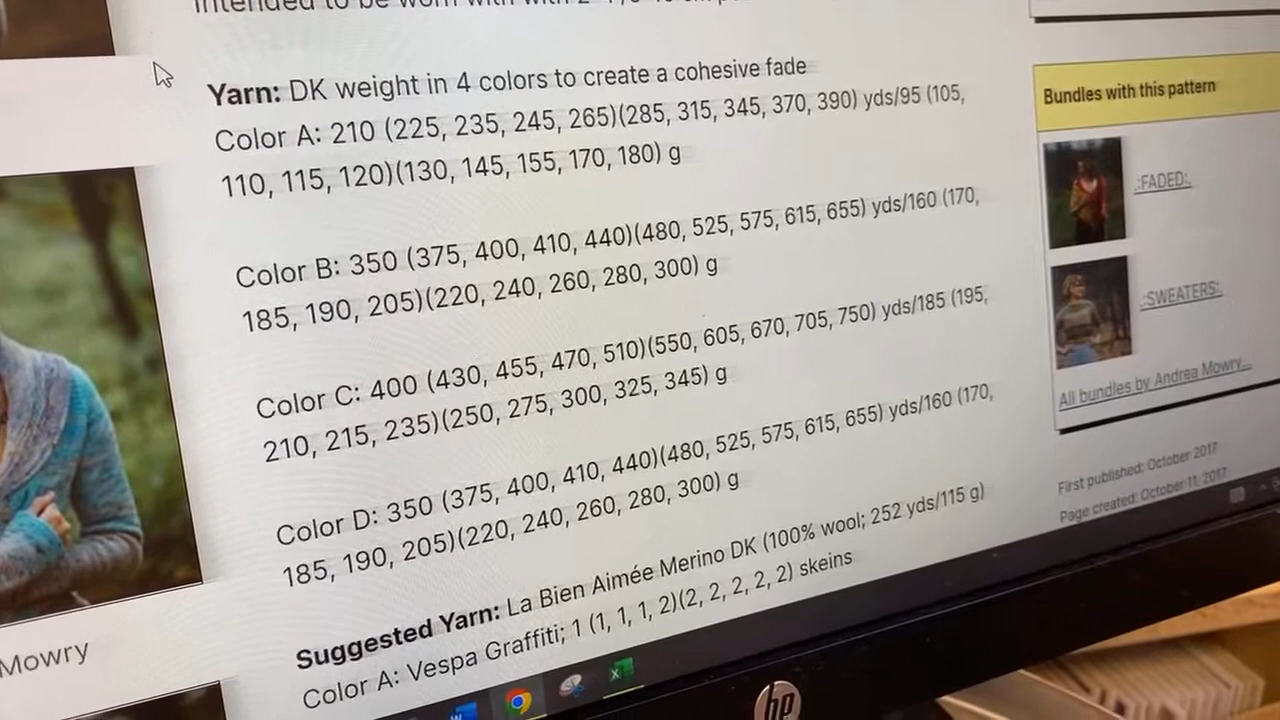 Intended to be worn with
Yarn: DK weight in 4 colors to create a cohesive fade
Color A: 210 (225, 235, 245, 265)(285, 315, 345, 370, 390) yds/95 (105,
110, 115, 120)(130, 145, 155, 170, 180) g
Color B: 350 (375, 400, 410, 440)(480, 525, 575, 615, 655) yds/160 (170,
185, 190, 205)(220, 240, 260, 280, 300) g
Color C: 400 (430, 455, 470, 510)(550, 605, 670, 705, 750) yds/185 (195,
210, 215, 235)(250, 275, 300, 325, 345) g
Color D: 350 (375, 400, 410, 440)(480, 525, 575, 615, 655) yds/160 (170,
185, 190, 205)(220, 240, 260, 280, 300) g
Suggested Yarn: La Bien Aimée Merino DK (100% wool; 252 yds/115 g)
Color A: Vespa Graffiti; 1 (1, 1, 1, 2)(2, 2, 2, 2, 2) skeins
Mowry
Bundles with this pattern
.:FADED:.
.:SWEATERS:.
All bundles by Andrea Mowry...
First published: October 2017
Page created: October 11, 2017
hp